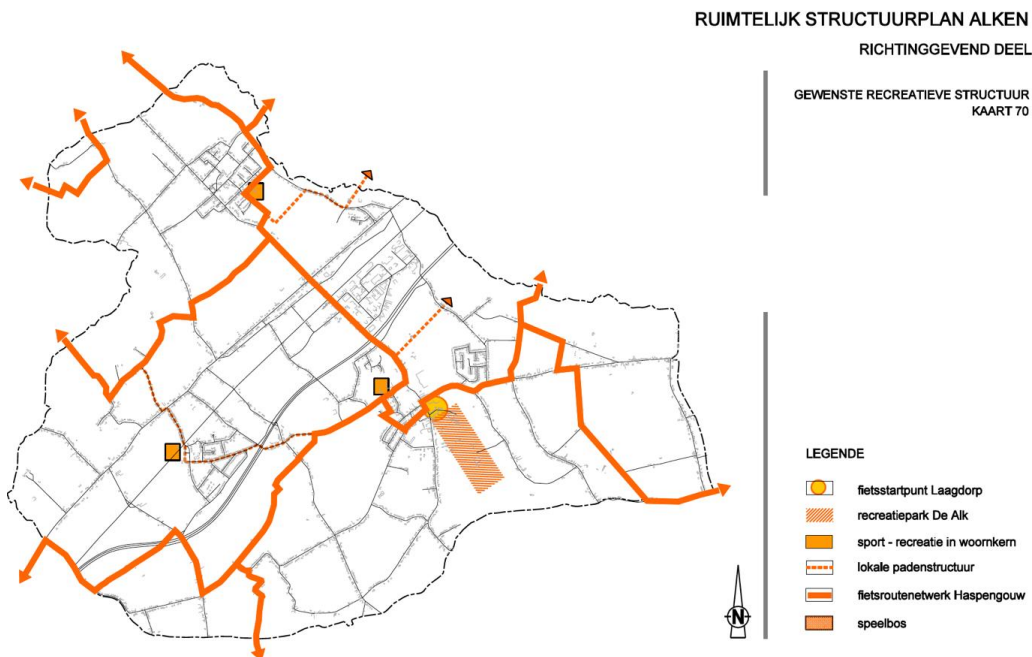 RUIMTELIJK STRUCTUURPLAN ALKEN
RICHTINGGEVEND DEEL
GEWENSTE RECREATIEVE STRUCTUUR
KAART 70
LEGENDE
fietsstartpunt Laagdorp
recreatiepark De Alk
sport - recreatie in woonkern
lokale padenstructuur
fietsroutenetwerk Haspengouw
speelbos
N